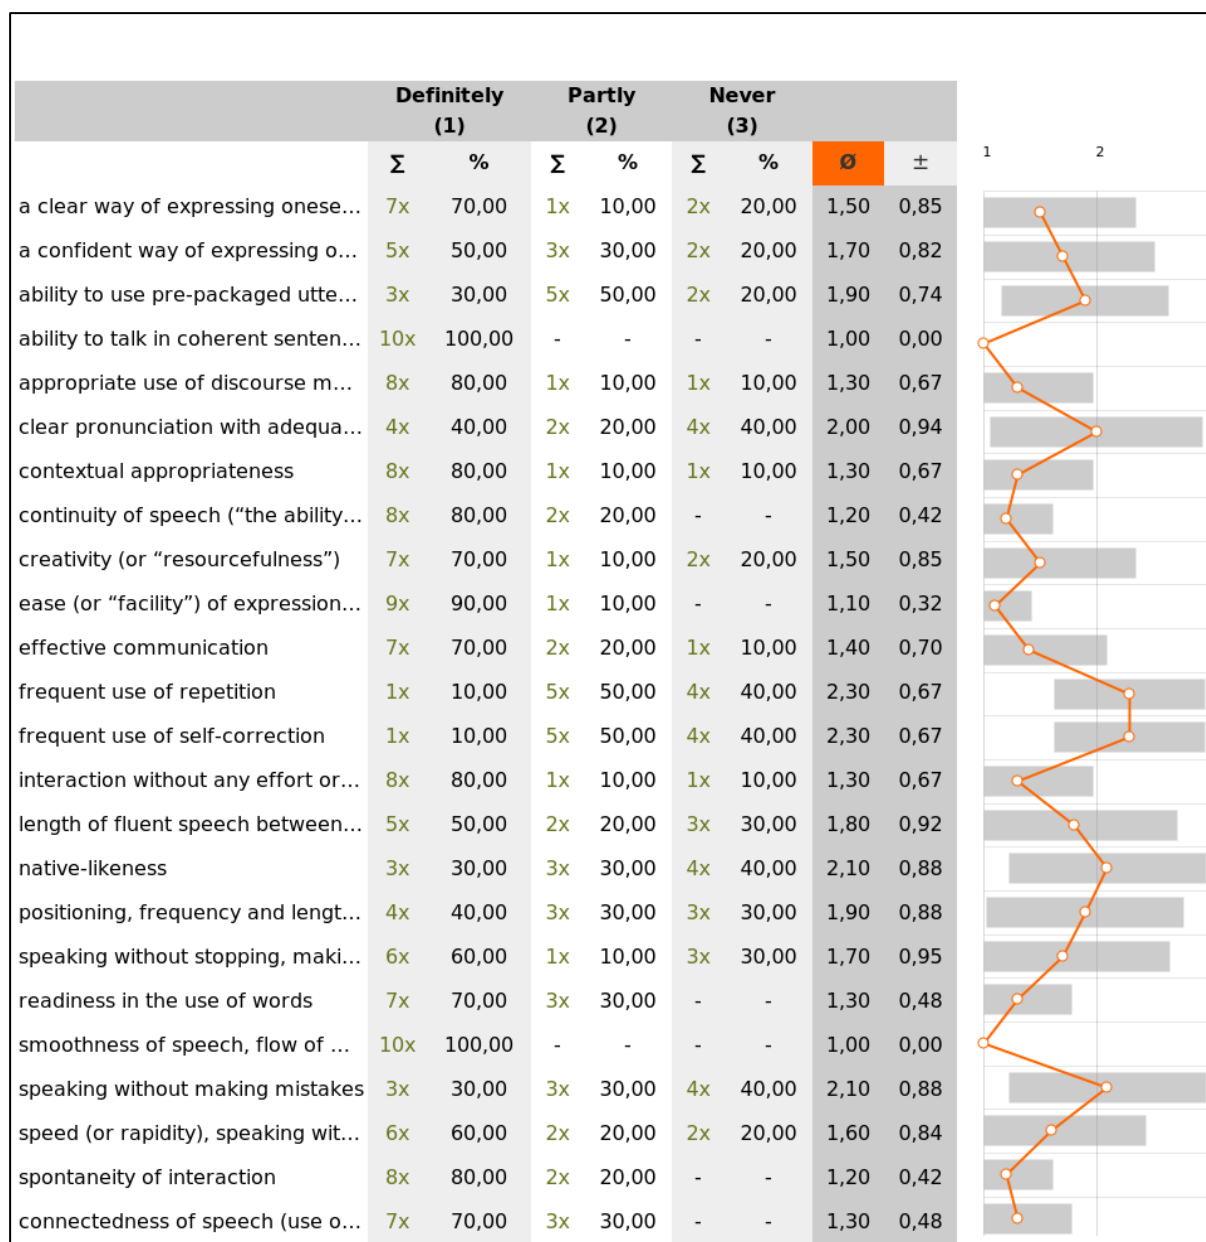 Definitely Partly Never
(1) (2) (3)
Σ % Σ % Σ % Ø ± 1 2
a clear way of expressing onese... 7x 70,00 1x 10,00 2x 20,00 1,50 0,85
a confident way of expressing o... 5x 50,00 3x 30,00 2x 20,00 1,70 0,82
ability to use pre-packaged utte... 3x 30,00 5x 50,00 2x 20,00 1,90 0,74
ability to talk in coherent senten... 10x 100,00 - - - - 1,00 0,00
appropriate use of discourse m... 8x 80,00 1x 10,00 1x 10,00 1,30 0,67
clear pronunciation with adequa... 4x 40,00 2x 20,00 4x 40,00 2,00 0,94
contextual appropriateness 8x 80,00 1x 10,00 1x 10,00 1,30 0,67
continuity of speech (“the ability... 8x 80,00 2x 20,00 - - 1,20 0,42
creativity (or “resourcefulness”) 7x 70,00 1x 10,00 2x 20,00 1,50 0,85
ease (or “facility”) of expression... 9x 90,00 1x 10,00 - - 1,10 0,32
effective communication 7x 70,00 2x 20,00 1x 10,00 1,40 0,70
frequent use of repetition 1x 10,00 5x 50,00 4x 40,00 2,30 0,67
frequent use of self-correction 1x 10,00 5x 50,00 4x 40,00 2,30 0,67
interaction without any effort or... 8x 80,00 1x 10,00 1x 10,00 1,30 0,67
length of fluent speech between... 5x 50,00 2x 20,00 3x 30,00 1,80 0,92
native-likeness 3x 30,00 3x 30,00 4x 40,00 2,10 0,88
positioning, frequency and lengt... 4x 40,00 3x 30,00 3x 30,00 1,90 0,88
speaking without stopping, maki... 6x 60,00 1x 10,00 3x 30,00 1,70 0,95
readiness in the use of words 7x 70,00 3x 30,00 - - 1,30 0,48
smoothness of speech, flow of ... 10x 100,00 - - - - 1,00 0,00
speaking without making mistakes 3x 30,00 3x 30,00 4x 40,00 2,10 0,88
speed (or rapidity), speaking wit... 6x 60,00 2x 20,00 2x 20,00 1,60 0,84
spontaneity of interaction 8x 80,00 2x 20,00 - - 1,20 0,42
connectedness of speech (use o... 7x 70,00 3x 30,00 - - 1,30 0,48